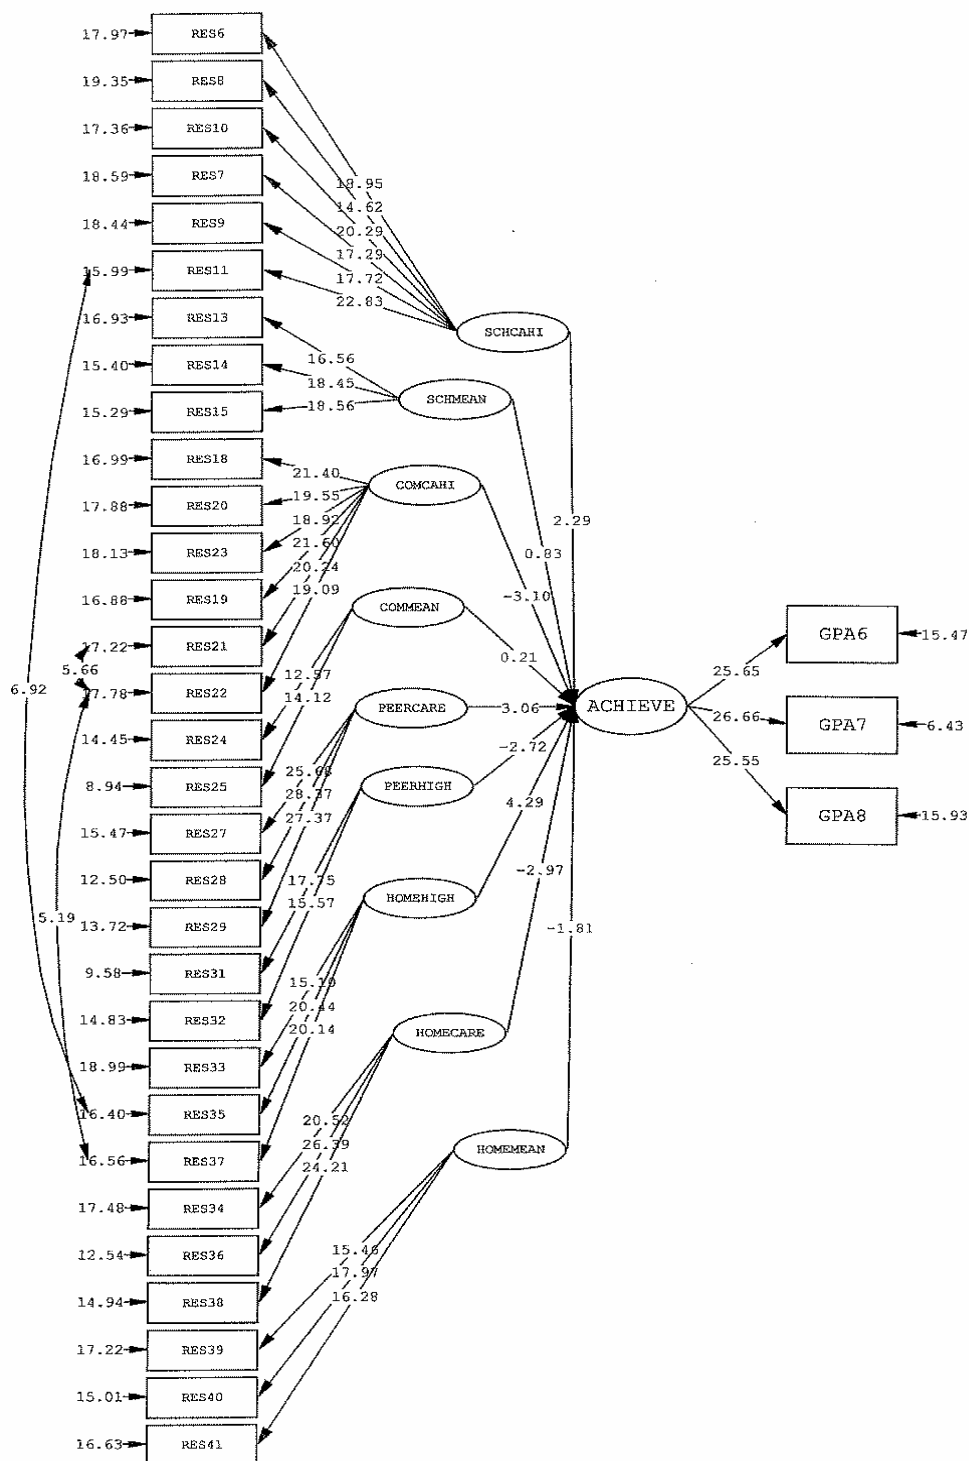 17.97 RES6
19.35 RES8
17.36 RES10
18.59 RES7
18.44 RES9
15.99 RES11
16.93 RES13
15.40 RES14
15.29 RES15
16.99 RES18
17.88 RES20
18.13 RES23
16.88 RES19
17.22 RES21
17.78 RES22
14.45 RES24
8.94 RES25
15.47 RES27
12.50 RES28
13.72 RES29
9.58 RES31
14.83 RES32
18.99 RES33
16.40 RES35
16.56 RES37
17.48 RES34
12.54 RES36
14.94 RES38
17.22 RES39
15.01 RES40
16.63 RES41
6.92
5.66
5.19
18.95
14.62
20.29
17.29
17.72
22.83
SCHCAHI
16.56
18.45
18.56
SCHMEAN
21.40
19.55
18.92
21.60
20.24
19.09
COMCAHI
12.57
14.12
COMMEAN
25.68
28.37
27.37
PEERCARE
17.75
15.57
PEERHIGH
15.10
20.44
20.14
HOMEHIGH
20.52
26.39
24.21
HOMECARE
15.46
17.97
16.28
HOMEMEAN
2.29
0.83
-3.10
0.21
3.06
-2.72
4.29
-2.97
-1.81
ACHIEVE
25.65
26.66
25.55
GPA6 15.47
GPA7 6.43
GPA8 15.93